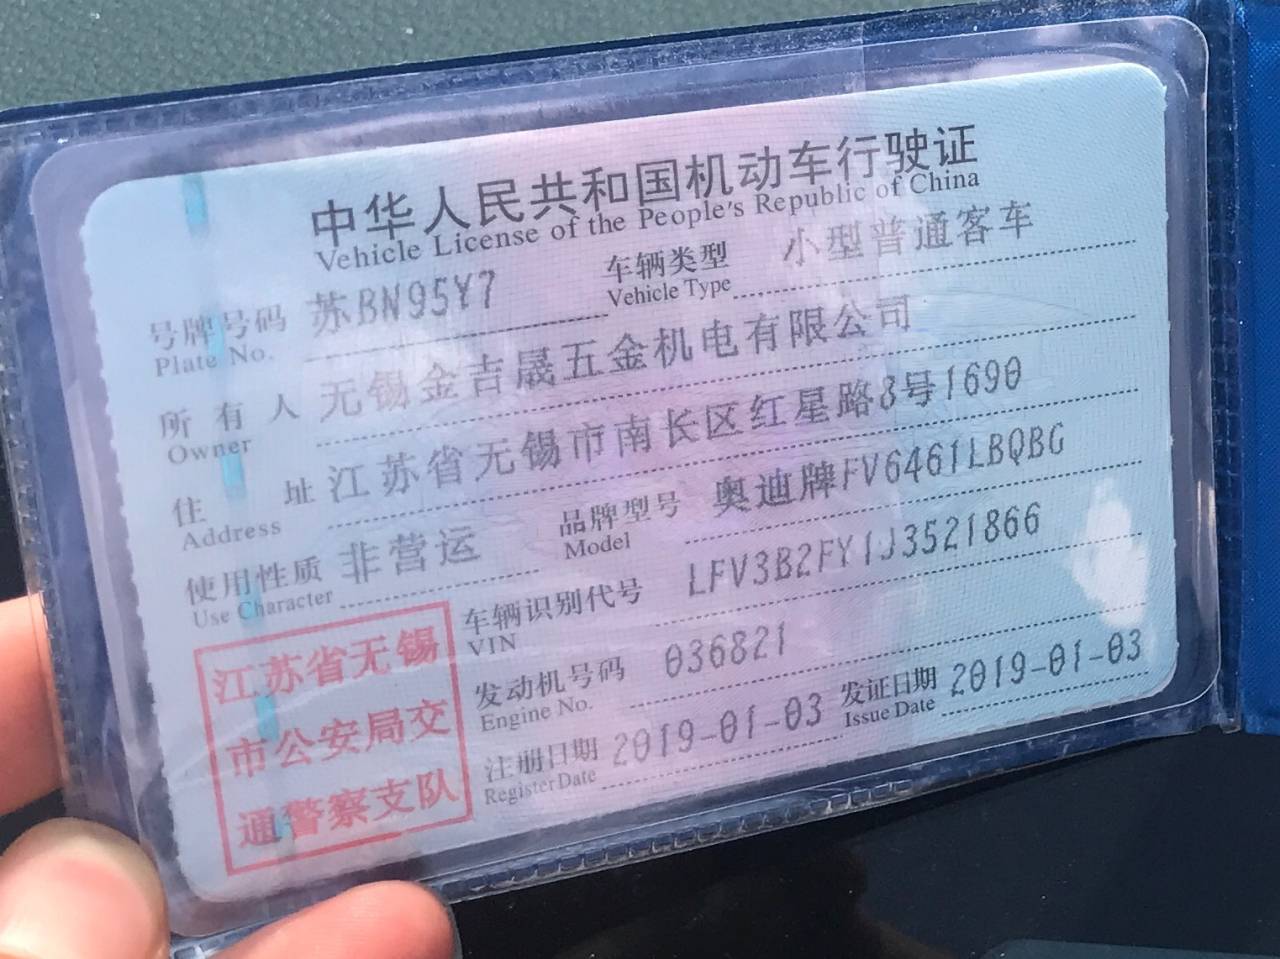 中华人民共和国机动车行驶证
Vehicle License of the People's Republic of China
号牌号码 苏BN95Y7 车辆类型 小型普通客车
Plate No. Vehicle Type
所有人 无锡金吉晟五金机电有限公司
Owner
住址 江苏省无锡市南长区红星路8号1690
Address
使用性质 非营运 品牌型号 奥迪牌FV6461LBQBG
Use Character Model
车辆识别代号 LFV3B2FY1J3521866
VIN
发动机号码 036821
Engine No.
注册日期 2019-01-03 发证日期 2019-01-03
Register Date Issue Date
江苏省无锡
市公安局交
通警察支队